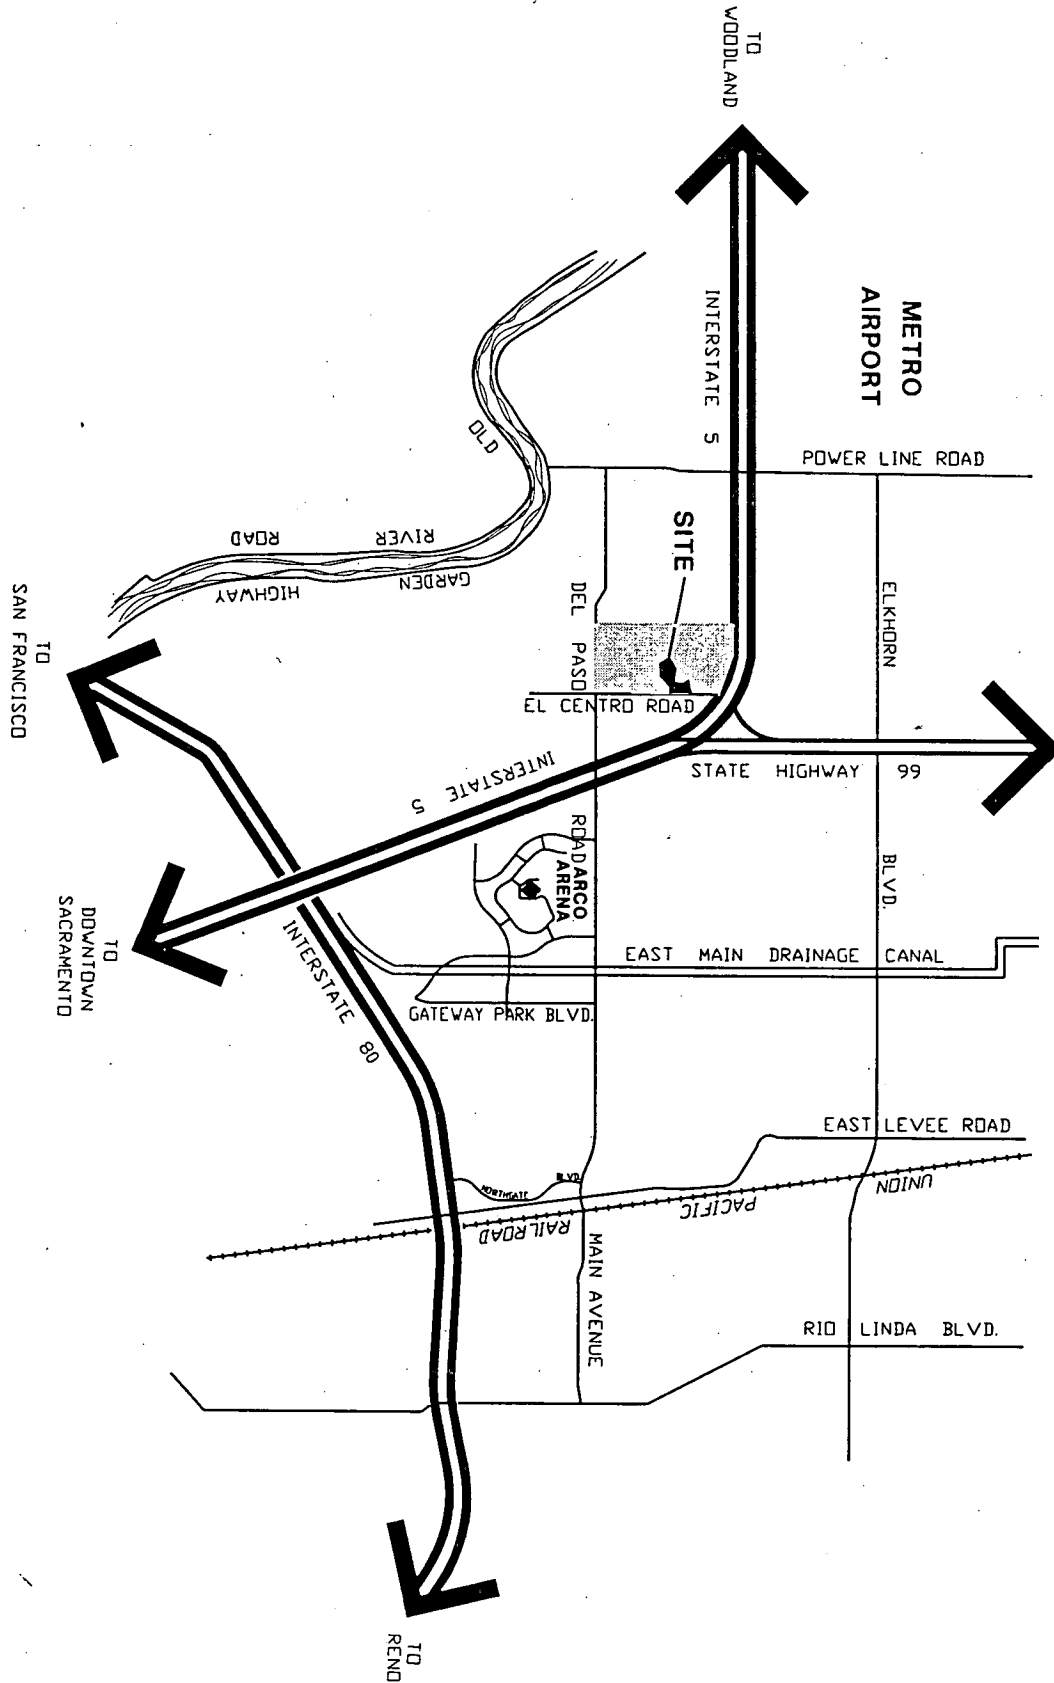 TO
WOODLAND
METRO
AIRPORT
INTERSTATE 5
POWER LINE ROAD
OLD
RIVER
ROAD
GARDEN
HIGHWAY
SITE
DEL PASO
ROAD
ELKHORN
BLVD.
EL CENTRO ROAD
STATE HIGHWAY 99
TO
SAN FRANCISCO
INTERSTATE 5
ARCO
ARENA
TO
DOWNTOWN
SACRAMENTO
EAST MAIN DRAINAGE CANAL
INTERSTATE 80
GATEWAY PARK BLVD.
EAST LEVEE ROAD
NORTHGATE
BLVD.
UNION
PACIFIC
RAILROAD
MAIN AVENUE
RIO LINDA BLVD.
TO
RENO